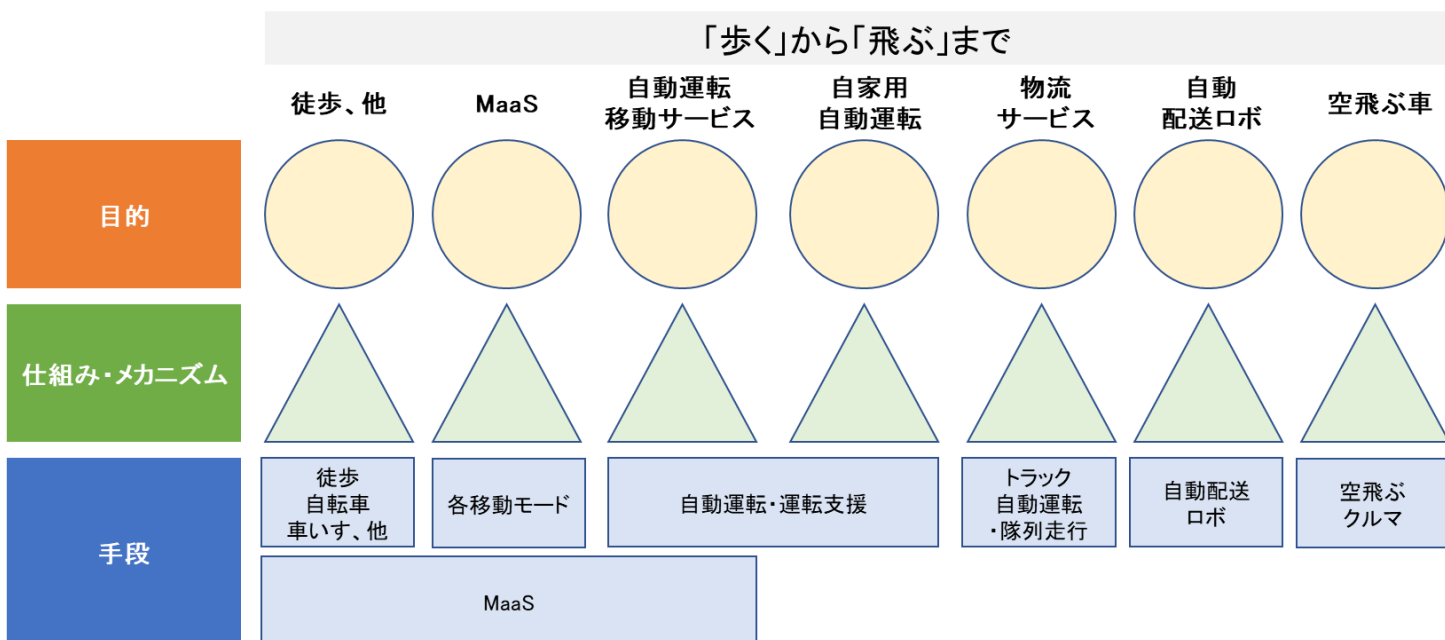 「歩く」から「飛ぶ」まで
徒歩、他
MaaS
自動運転
移動サービス
自家用
自動運転
物流
サービス
自動
配送ロボ
空飛ぶ車
目的
仕組み・メカニズム
手段
徒歩
自転車
車いす、他
各移動モード
自動運転・運転支援
トラック
自動運転
・隊列走行
自動配送
ロボ
空飛ぶ
クルマ
MaaS